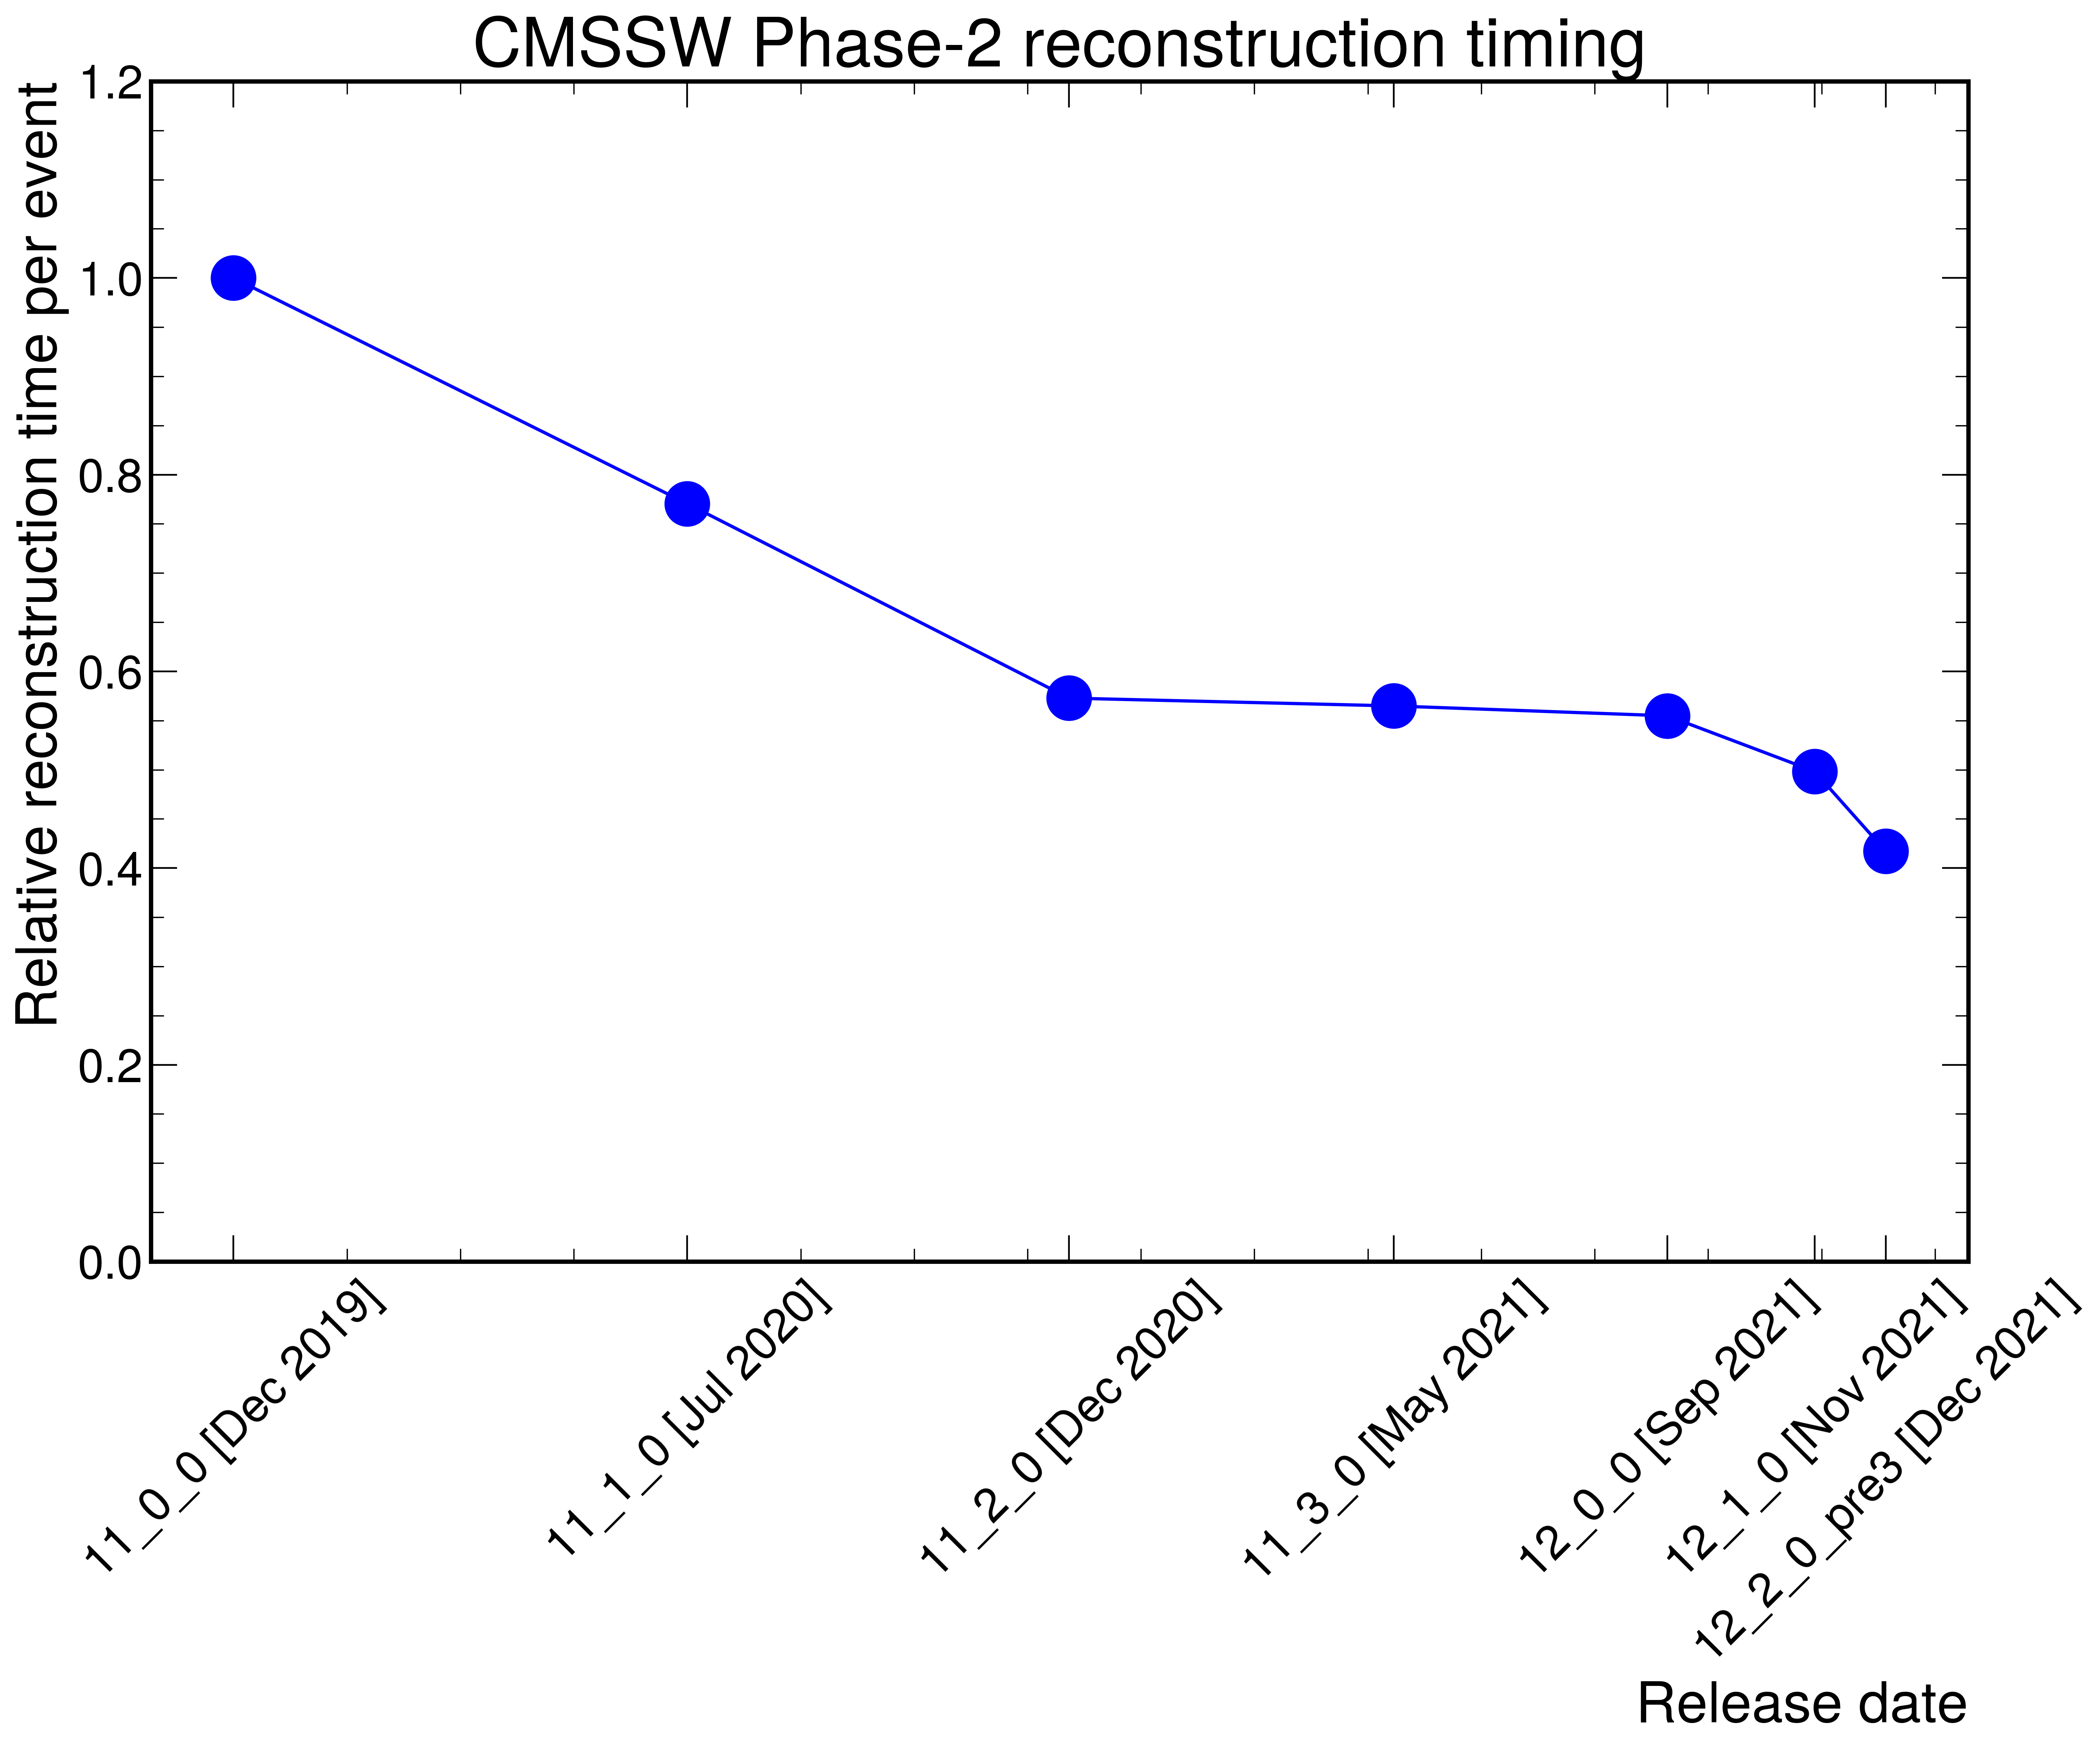 CMSSW Phase-2 reconstruction timing
Relative reconstruction time per event
1.2
1.0
0.8
0.6
0.4
0.2
0.0
11_0_0 [Dec 2019]
11_1_0 [Jul 2020]
11_2_0 [Dec 2020]
11_3_0 [May 2021]
12_0_0 [Sep 2021]
12_1_0 [Nov 2021]
12_2_0_pre3 [Dec 2021]
Release date